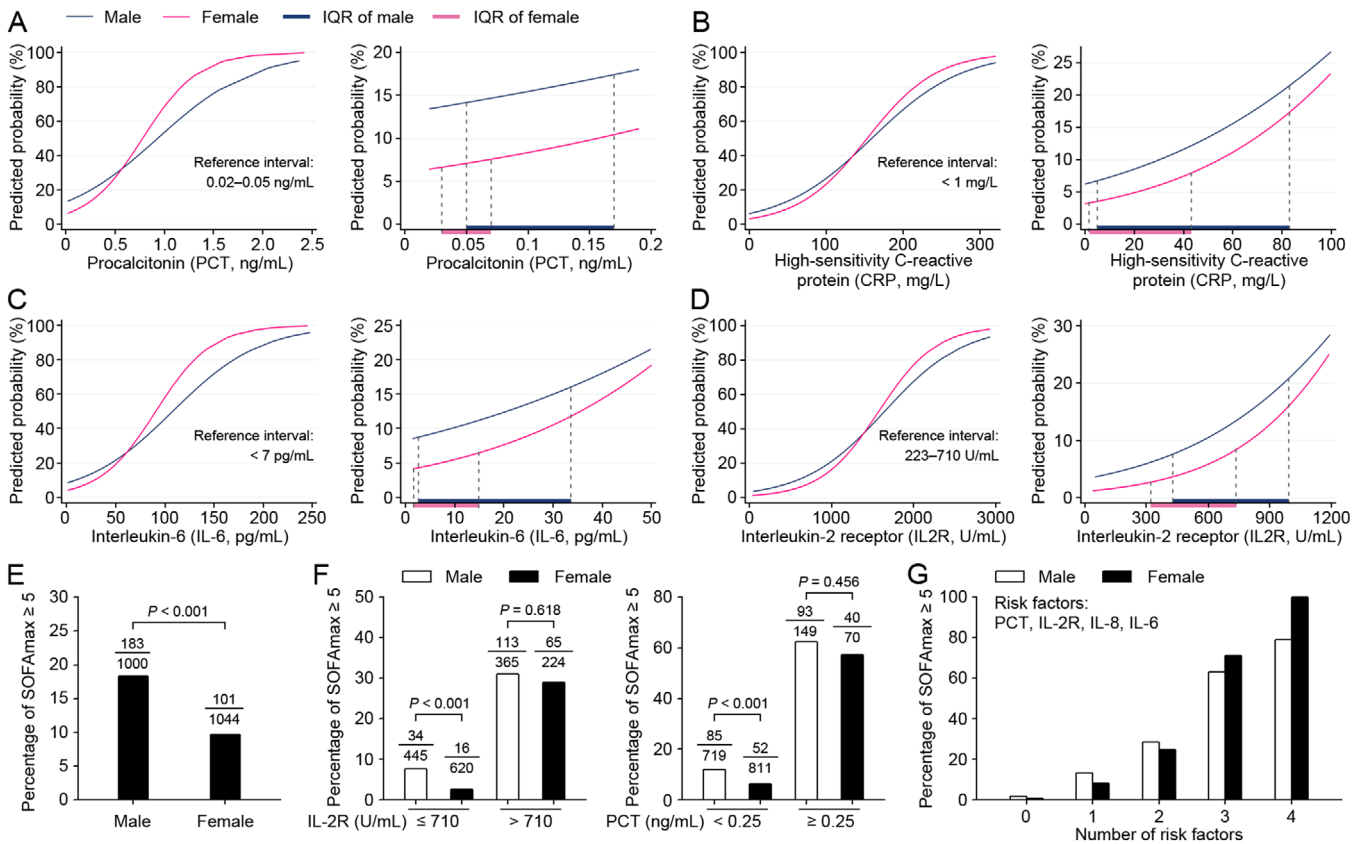 A
Male
Female
IQR of male
IQR of female
Predicted probability (%)
100
80
60
40
20
0
Reference interval:
0.02–0.05 ng/mL
0
0.5
1.0
1.5
2.0
2.5
Procalcitonin (PCT, ng/mL)
Predicted probability (%)
20
15
10
5
0
0
0.05
0.1
0.15
0.2
Procalcitonin (PCT, ng/mL)
B
Predicted probability (%)
100
80
60
40
20
0
Reference interval:
< 1 mg/L
0
100
200
300
High-sensitivity C-reactive
protein (CRP, mg/L)
Predicted probability (%)
25
20
15
10
5
0
0
20
40
60
80
100
High-sensitivity C-reactive
protein (CRP, mg/L)
C
Predicted probability (%)
100
80
60
40
20
0
Reference interval:
< 7 pg/mL
0
50
100
150
200
250
Interleukin-6 (IL-6, pg/mL)
Predicted probability (%)
25
20
15
10
5
0
0
10
20
30
40
50
Interleukin-6 (IL-6, pg/mL)
D
Predicted probability (%)
100
80
60
40
20
0
Reference interval:
223–710 U/mL
0
1000
2000
3000
Interleukin-2 receptor (IL2R, U/mL)
Predicted probability (%)
30
20
10
0
0
300
600
900
1200
Interleukin-2 receptor (IL2R, U/mL)
E
Percentage of SOFAmax ≥ 5
30
25
20
15
10
5
0
P < 0.001
183
1000
101
1044
Male
Female
F
Male
Female
Percentage of SOFAmax ≥ 5
50
40
30
20
10
0
P < 0.001
34
445
16
620
P = 0.618
113
365
65
224
IL-2R (U/mL) ≤ 710
> 710
Percentage of SOFAmax ≥ 5
80
60
40
20
0
P < 0.001
85
719
52
811
P = 0.456
93
149
40
70
PCT (ng/mL) < 0.25
≥ 0.25
G
Male
Female
Risk factors:
PCT, IL-2R, IL-8, IL-6
Percentage of SOFAmax ≥ 5
100
80
60
40
20
0
0
1
2
3
4
Number of risk factors